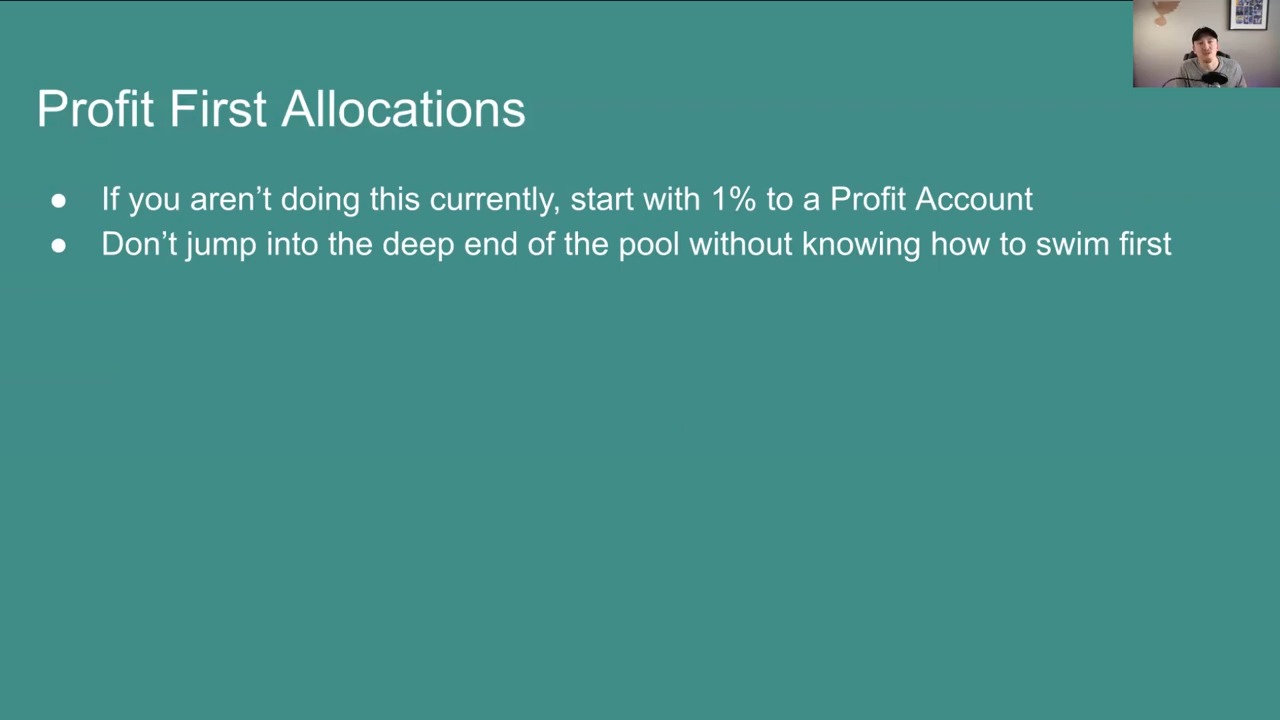 Profit First Allocations
● If you aren’t doing this currently, start with 1% to a Profit Account
● Don’t jump into the deep end of the pool without knowing how to swim first